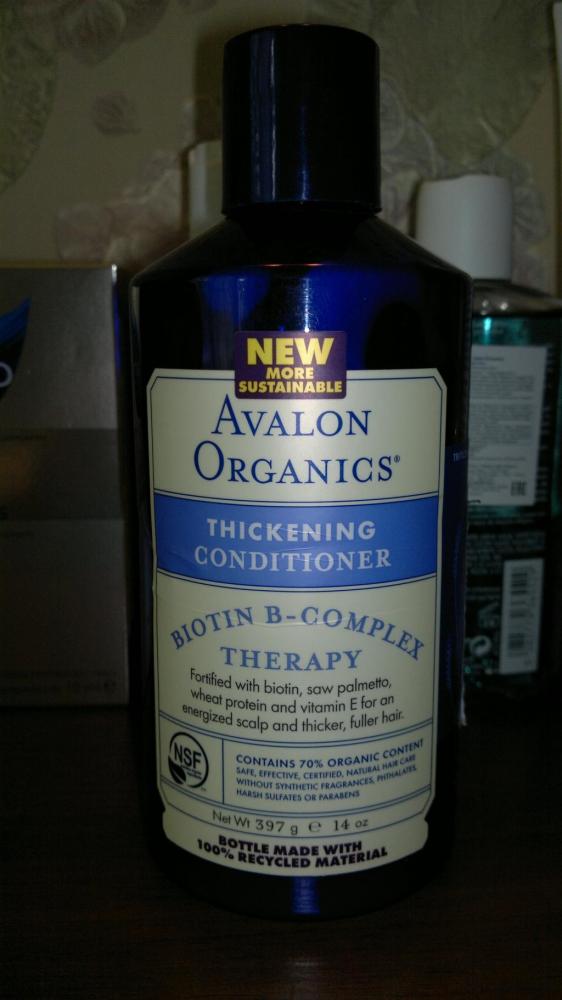 NEW
MORE
SUSTAINABLE
AVALON
ORGANICS®
THICKENING
CONDITIONER
BIOTIN B-COMPLEX
THERAPY
Fortified with biotin, saw palmetto,
wheat protein and vitamin E for an
energized scalp and thicker, fuller hair.
NSF
CONTAINS 70% ORGANIC CONTENT
SAFE, EFFECTIVE, CERTIFIED, NATURAL HAIR CARE
WITHOUT SYNTHETIC FRAGRANCES, PHTHALATES,
HARSH SULFATES OR PARABENS
Net Wt 397 g ℮ 14 oz
BOTTLE MADE WITH
100% RECYCLED MATERIAL